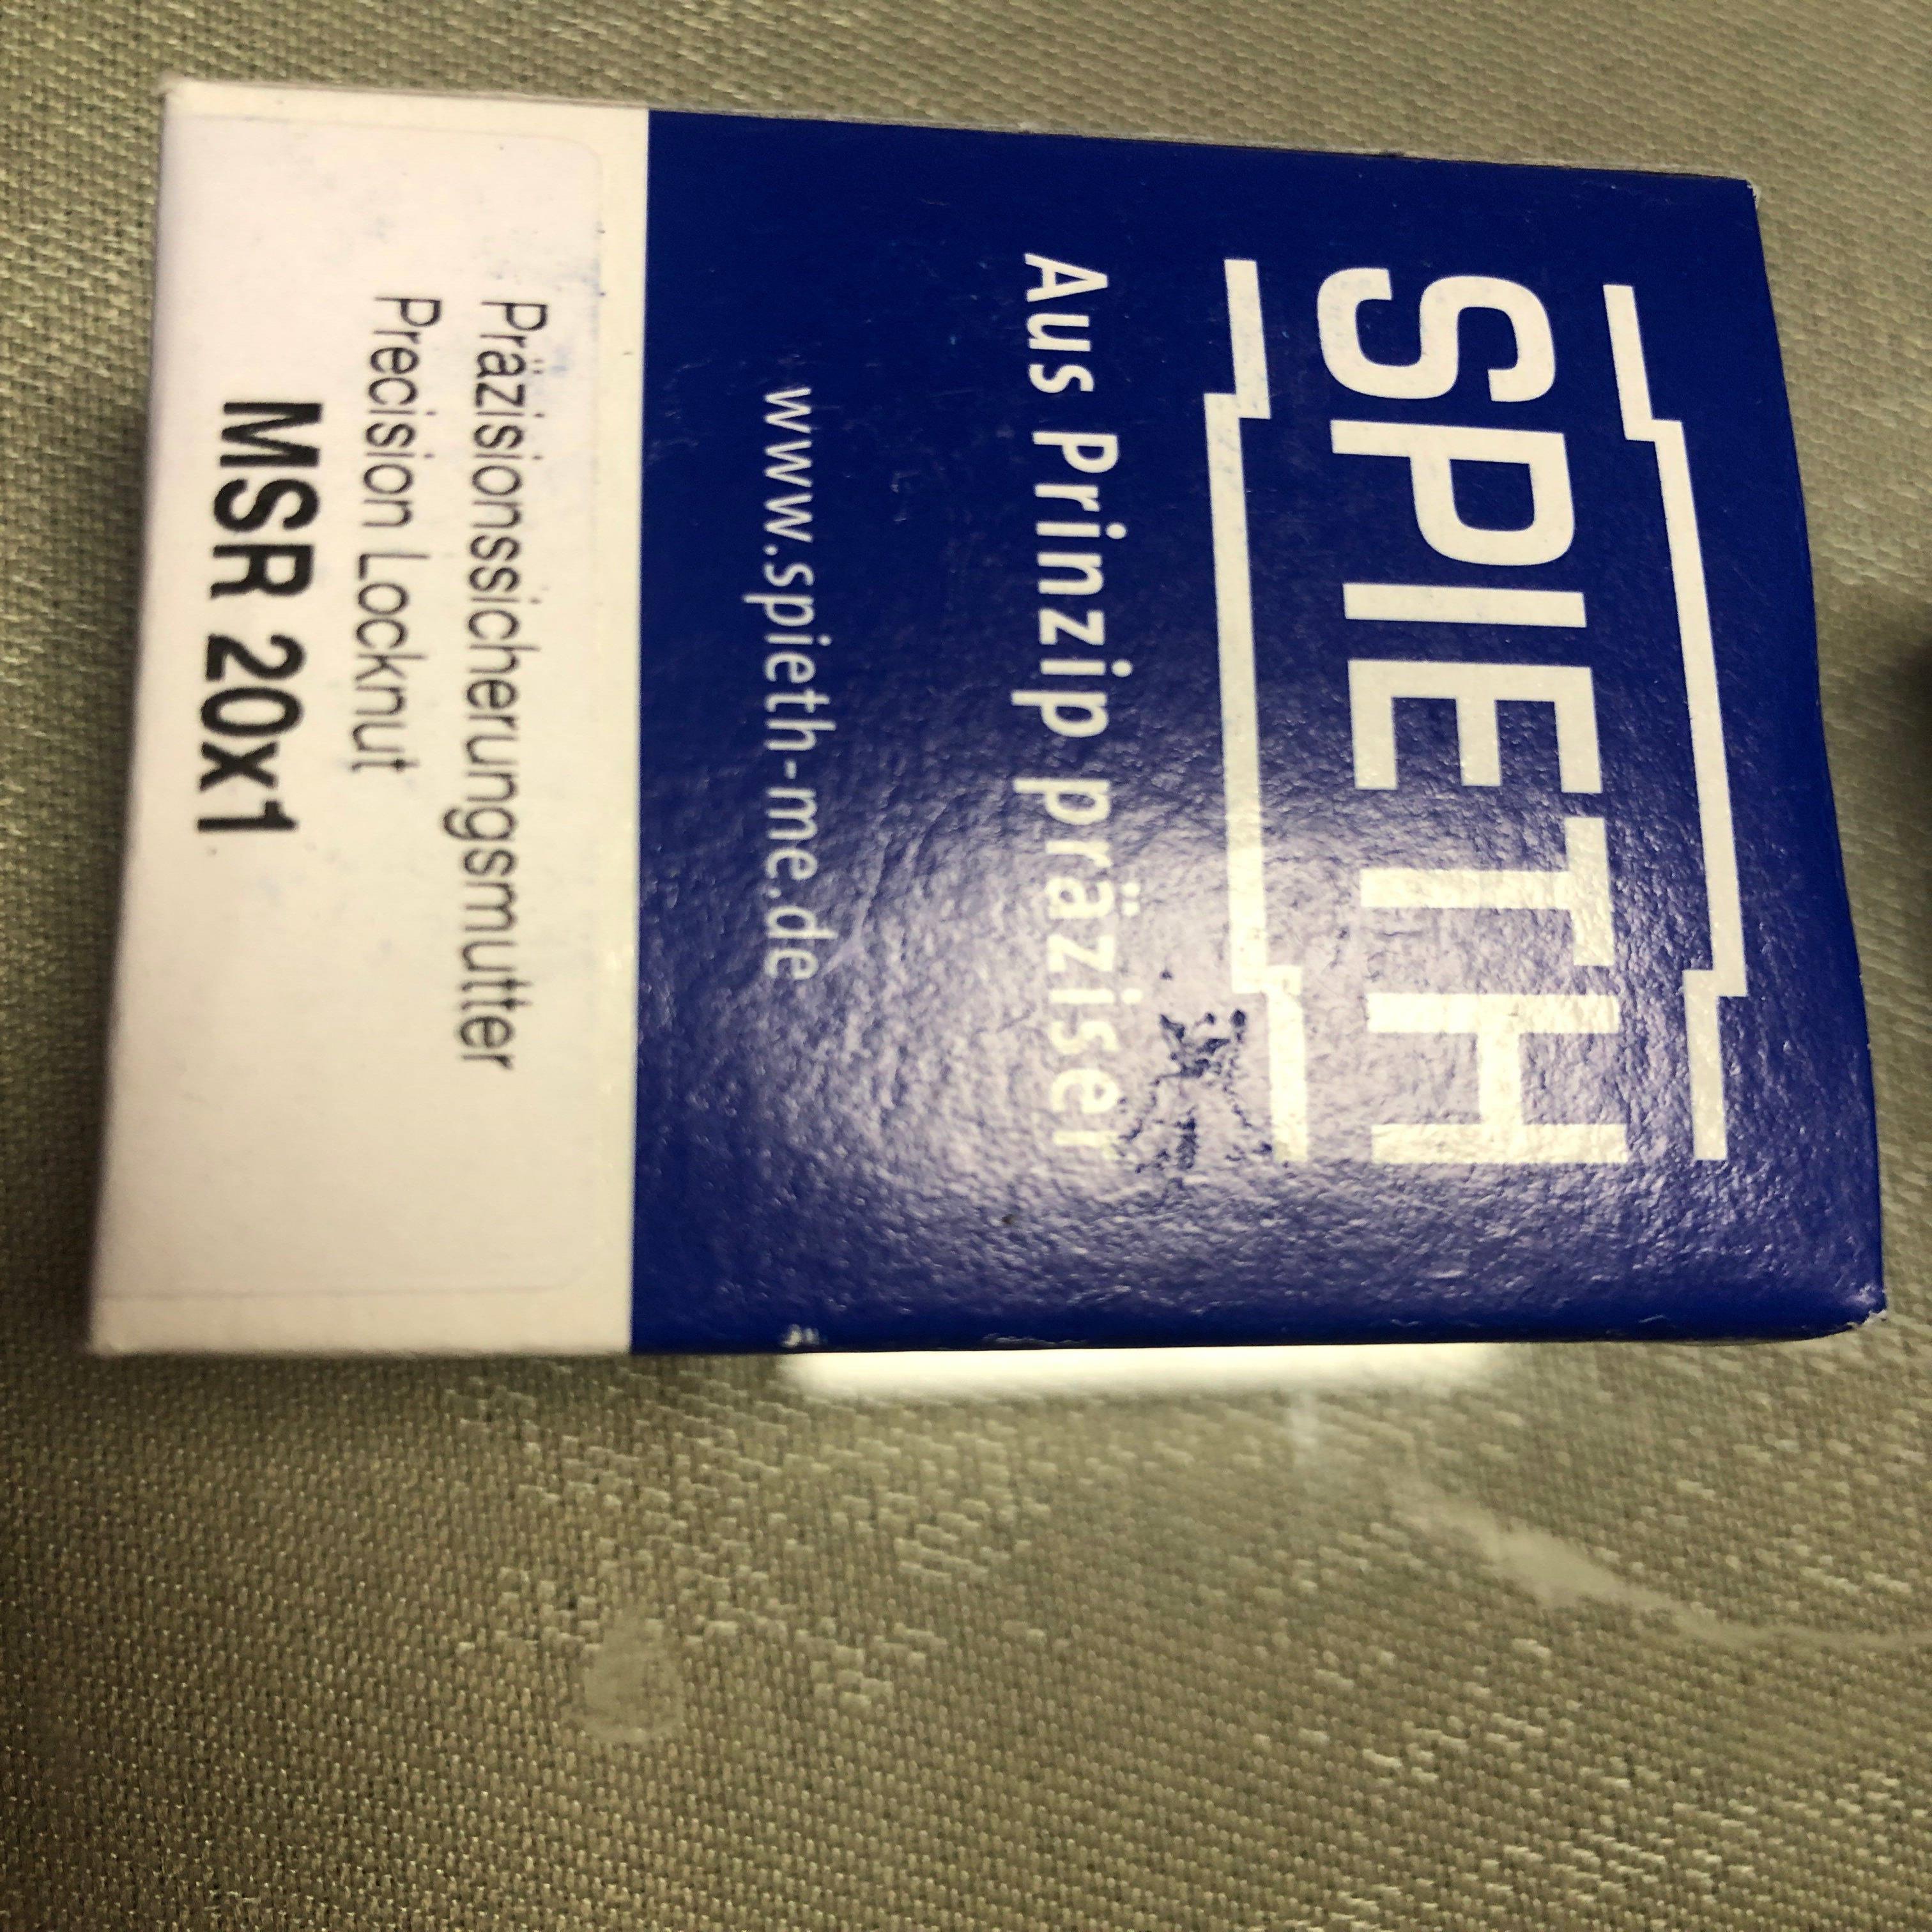 SPIETH
Aus Prinzip präziser
www.spieth-me.de
Präzisionssicherungsmutter
Precision Locknut
MSR 20x1